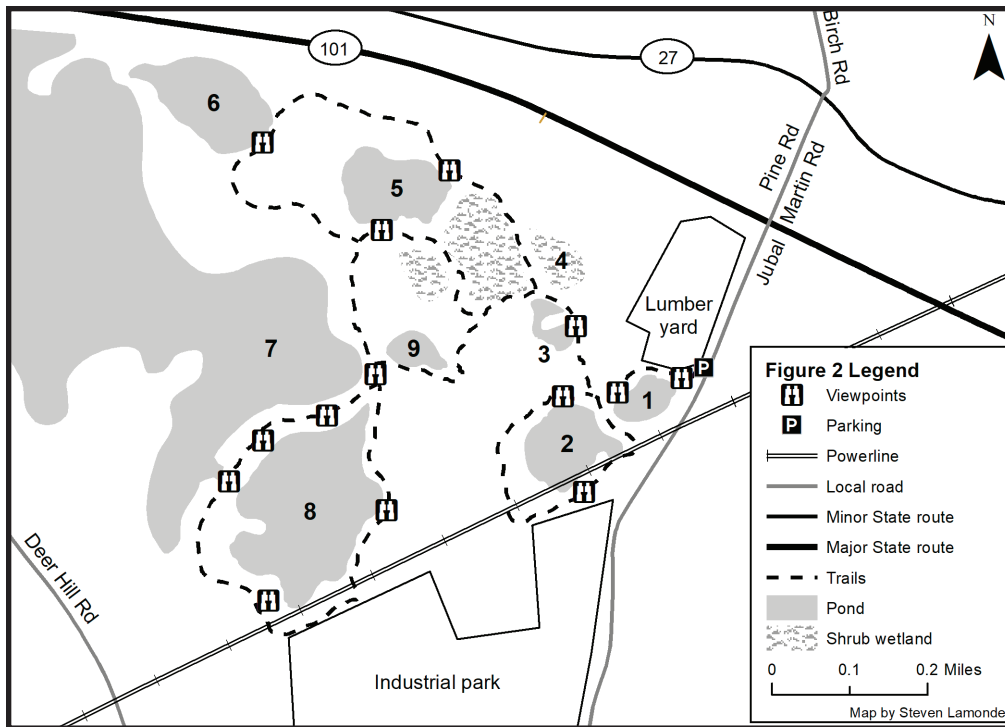 N
101
27
Birch Rd
Pine Rd
Jubal Martin Rd
6
5
4
Lumber
yard
7
9
3
P
1
2
8
Deer Hill Rd
Industrial park
Figure 2 Legend
Viewpoints
P Parking
Powerline
Local road
Minor State route
Major State route
Trails
Pond
Shrub wetland
0 0.1 0.2 Miles
Map by Steven Lamonde